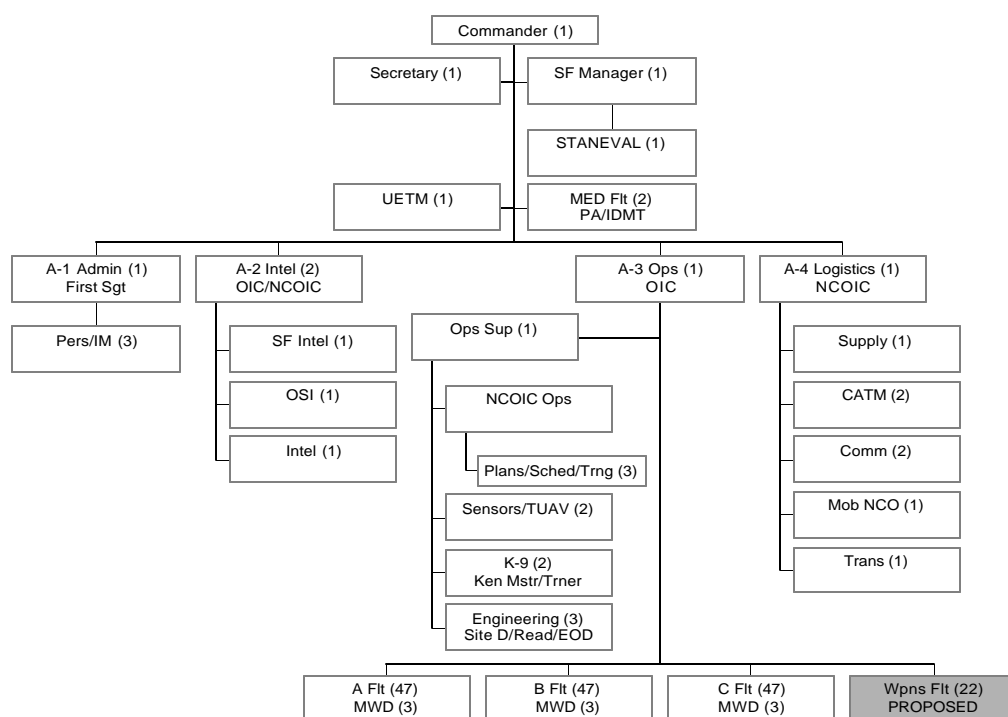 Commander (1)
Secretary (1)
SF Manager (1)
STANEVAL (1)
UETM (1)
MED Flt (2)
PA/IDMT
A-1 Admin (1)
First Sgt
A-2 Intel (2)
OIC/NCOIC
A-3 Ops (1)
OIC
A-4 Logistics (1)
NCOIC
Pers/IM (3)
SF Intel (1)
OSI (1)
Intel (1)
Ops Sup (1)
NCOIC Ops
Plans/Sched/Trng (3)
Sensors/TUAV (2)
K-9 (2)
Ken Mstr/Trner
Engineering (3)
Site D/Read/EOD
Supply (1)
CATM (2)
Comm (2)
Mob NCO (1)
Trans (1)
A Flt (47)
MWD (3)
B Flt (47)
MWD (3)
C Flt (47)
MWD (3)
Wpns Flt (22)
PROPOSED